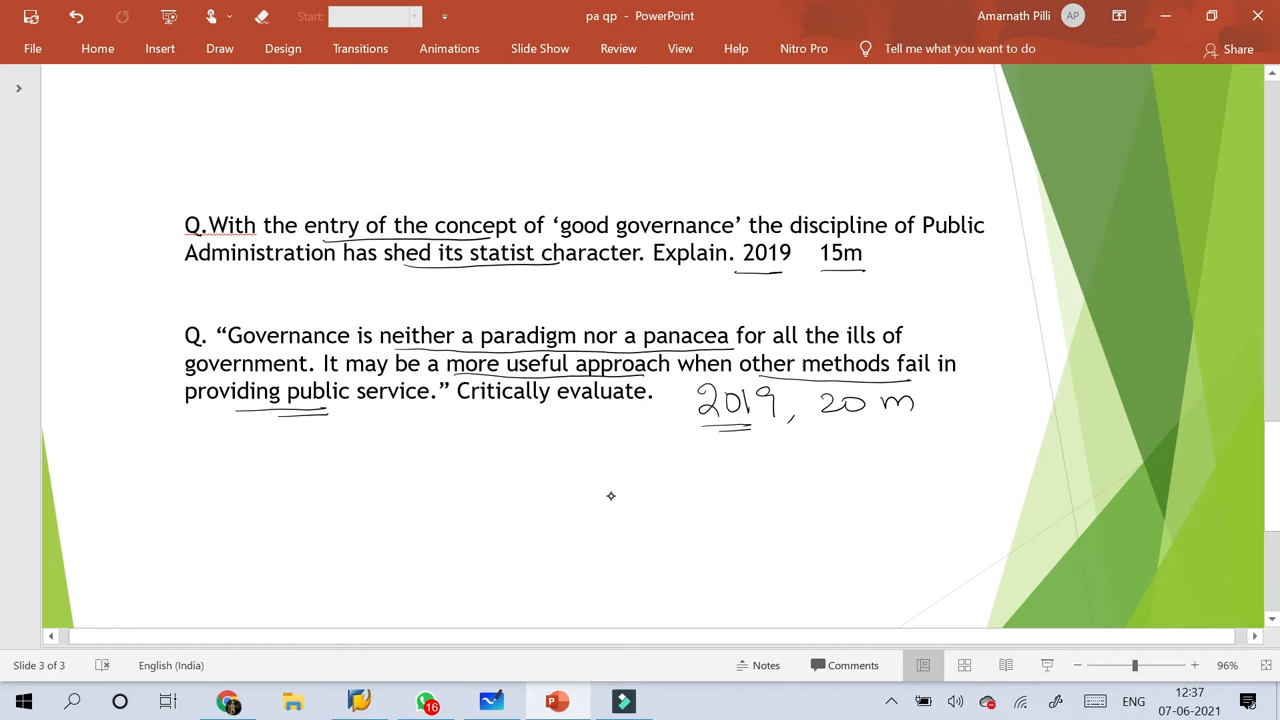 Start:
pa qp - PowerPoint
Amarnath Pilli
AP
File Home Insert Draw Design Transitions Animations Slide Show Review View Help Nitro Pro Tell me what you want to do Share
Q.With the entry of the concept of ‘good governance’ the discipline of Public
Administration has shed its statist character. Explain. 2019 15m
Q. “Governance is neither a paradigm nor a panacea for all the ills of
government. It may be a more useful approach when other methods fail in
providing public service.” Critically evaluate. 2019, 20 m
Slide 3 of 3 English (India) Notes Comments 96%
16
ENG
12:37
07-06-2021